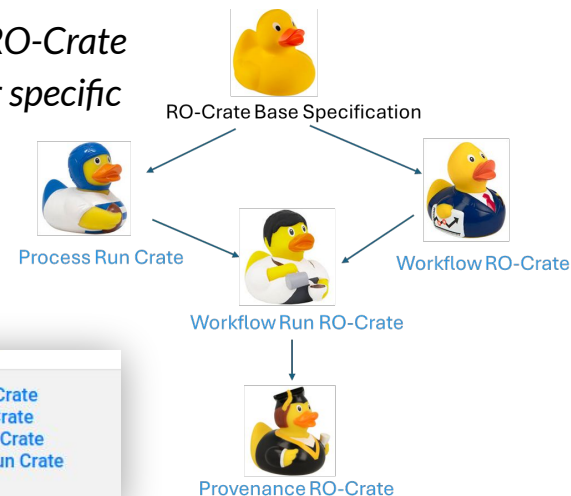 RO-Crate
specific
RO-Crate Base Specification
Process Run Crate
Workflow RO-Crate
Workflow Run RO-Crate
Crate
Crate
un Crate
Provenance RO-Crate